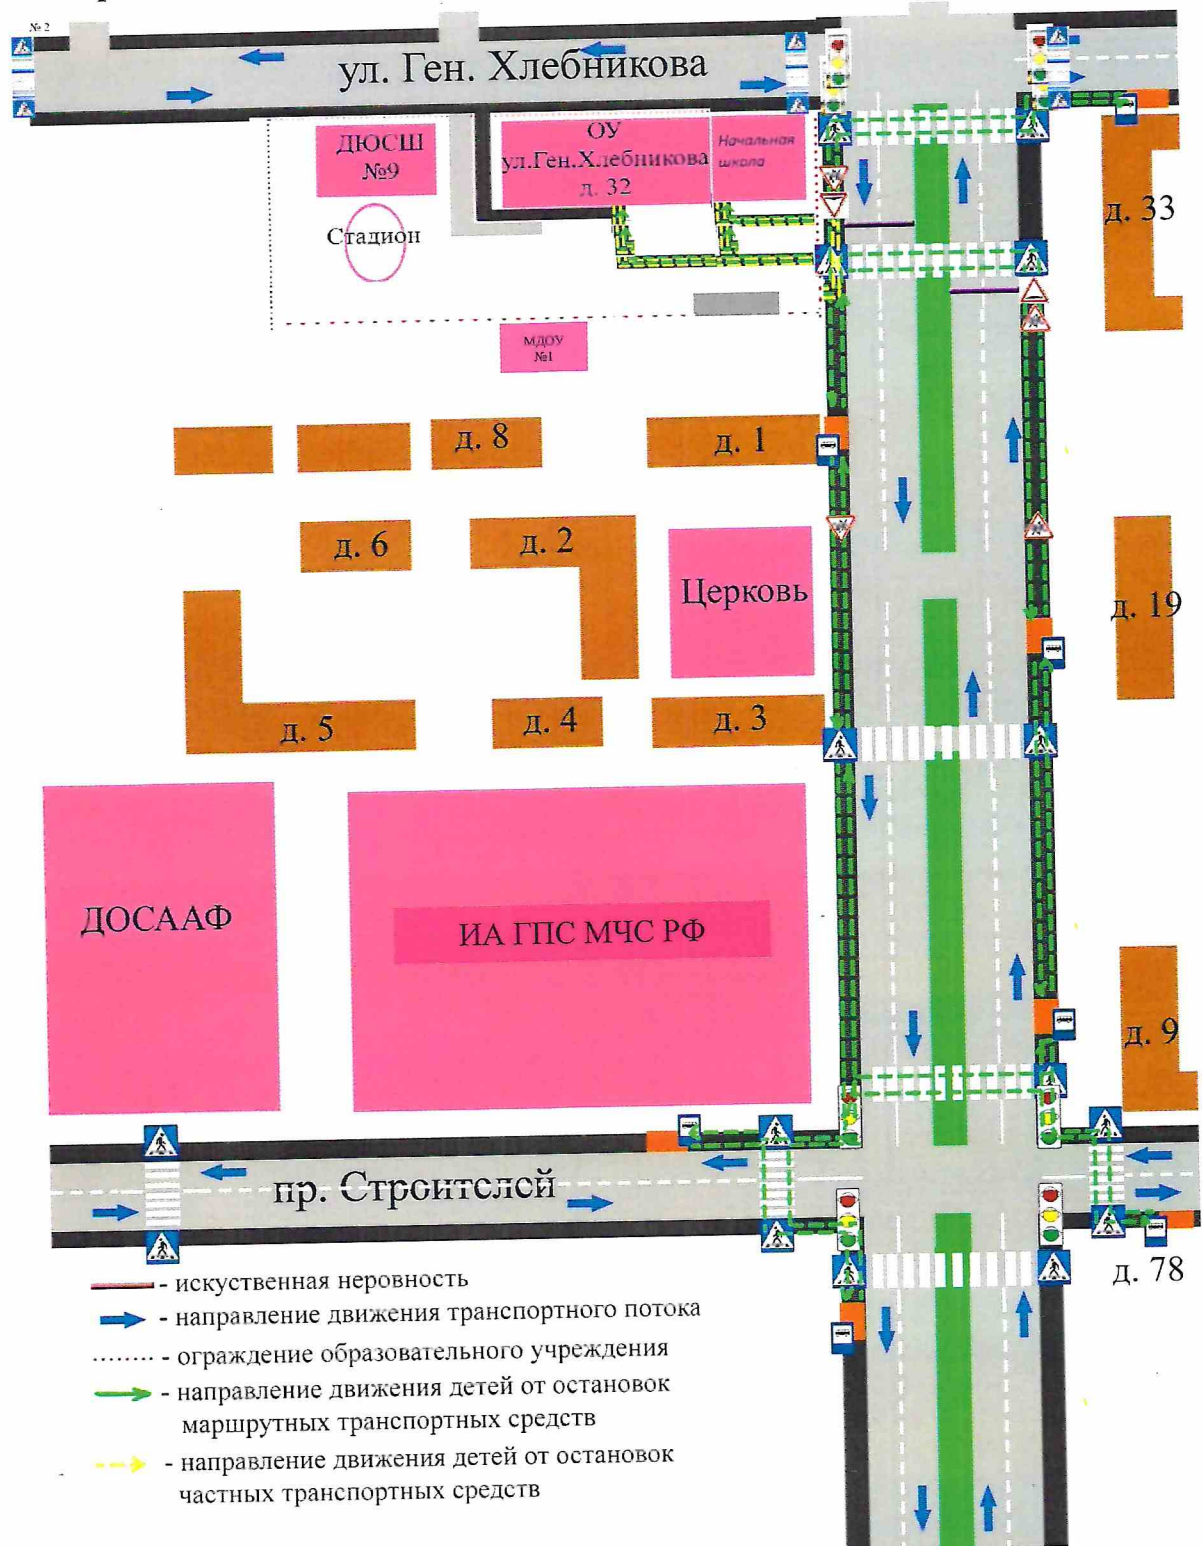 № 2
ул. Ген. Хлебникова
ДЮСШ
№9
ОУ
ул.Ген.Хлебникова
д. 32
Начальная
школа
Стадион
д. 33
МДОУ
№1
д. 8
д. 1
д. 6
д. 2
Церковь
д. 19
д. 5
д. 4
д. 3
ДОСААФ
ИА ГПС МЧС РФ
д. 9
пр. Строителей
д. 78
- искуственная неровность
- направление движения транспортного потока
- ограждение образовательного учреждения
- направление движения детей от остановок
маршрутных транспортных средств
- направление движения детей от остановок
частных транспортных средств